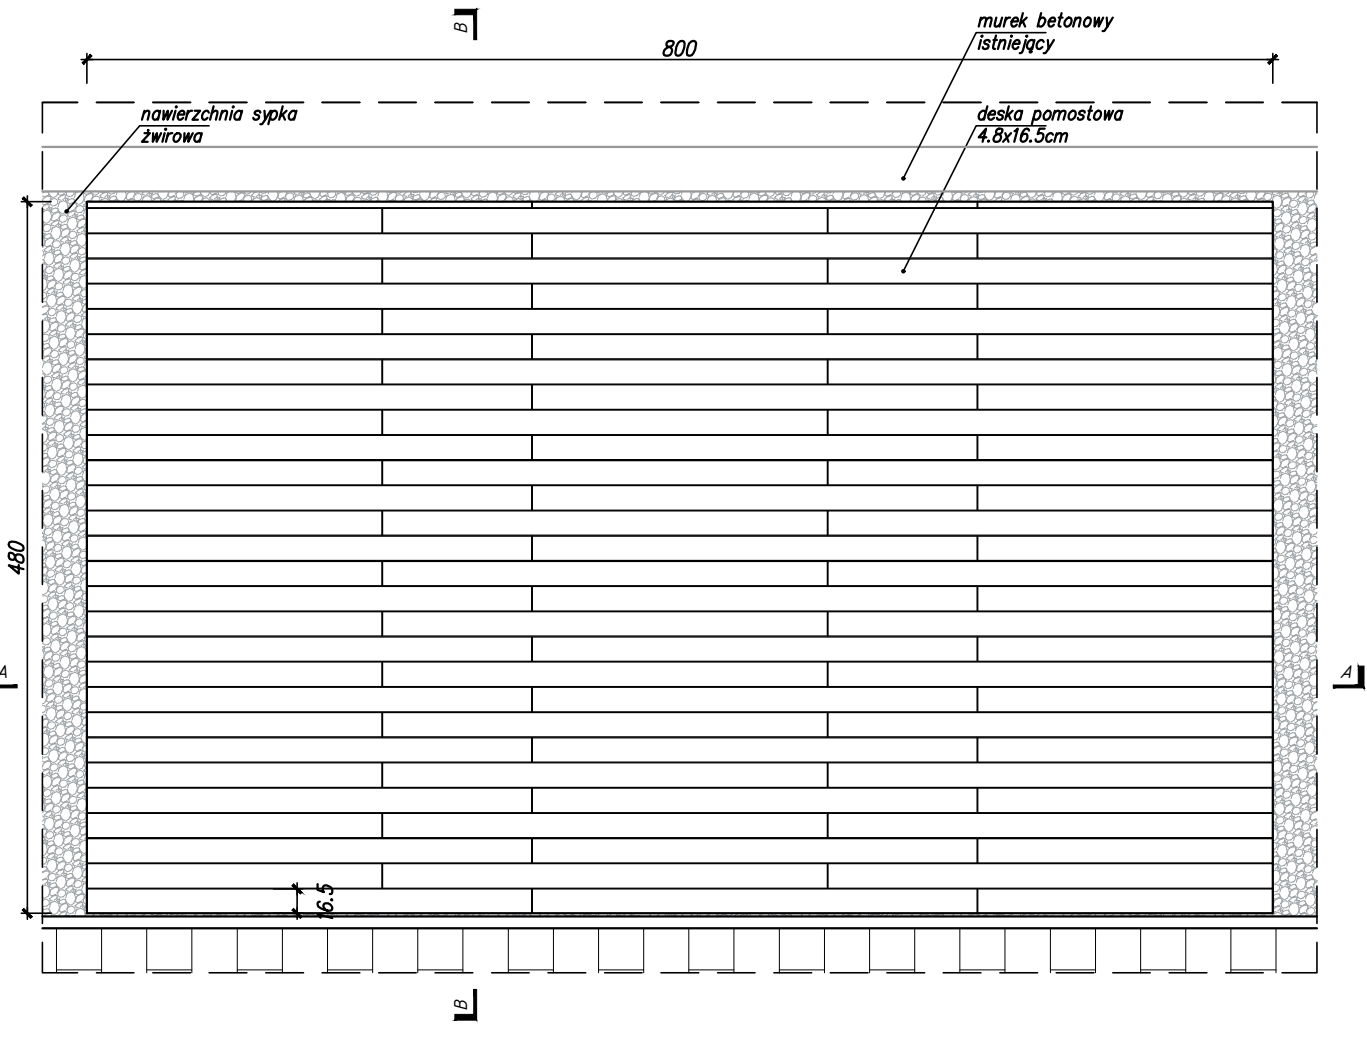 B
murek betonowy
istniejący
800
nawierzchnia sypka
żwirowa
deska pomostowa
4.8x16.5cm
480
A
A
16.5
B